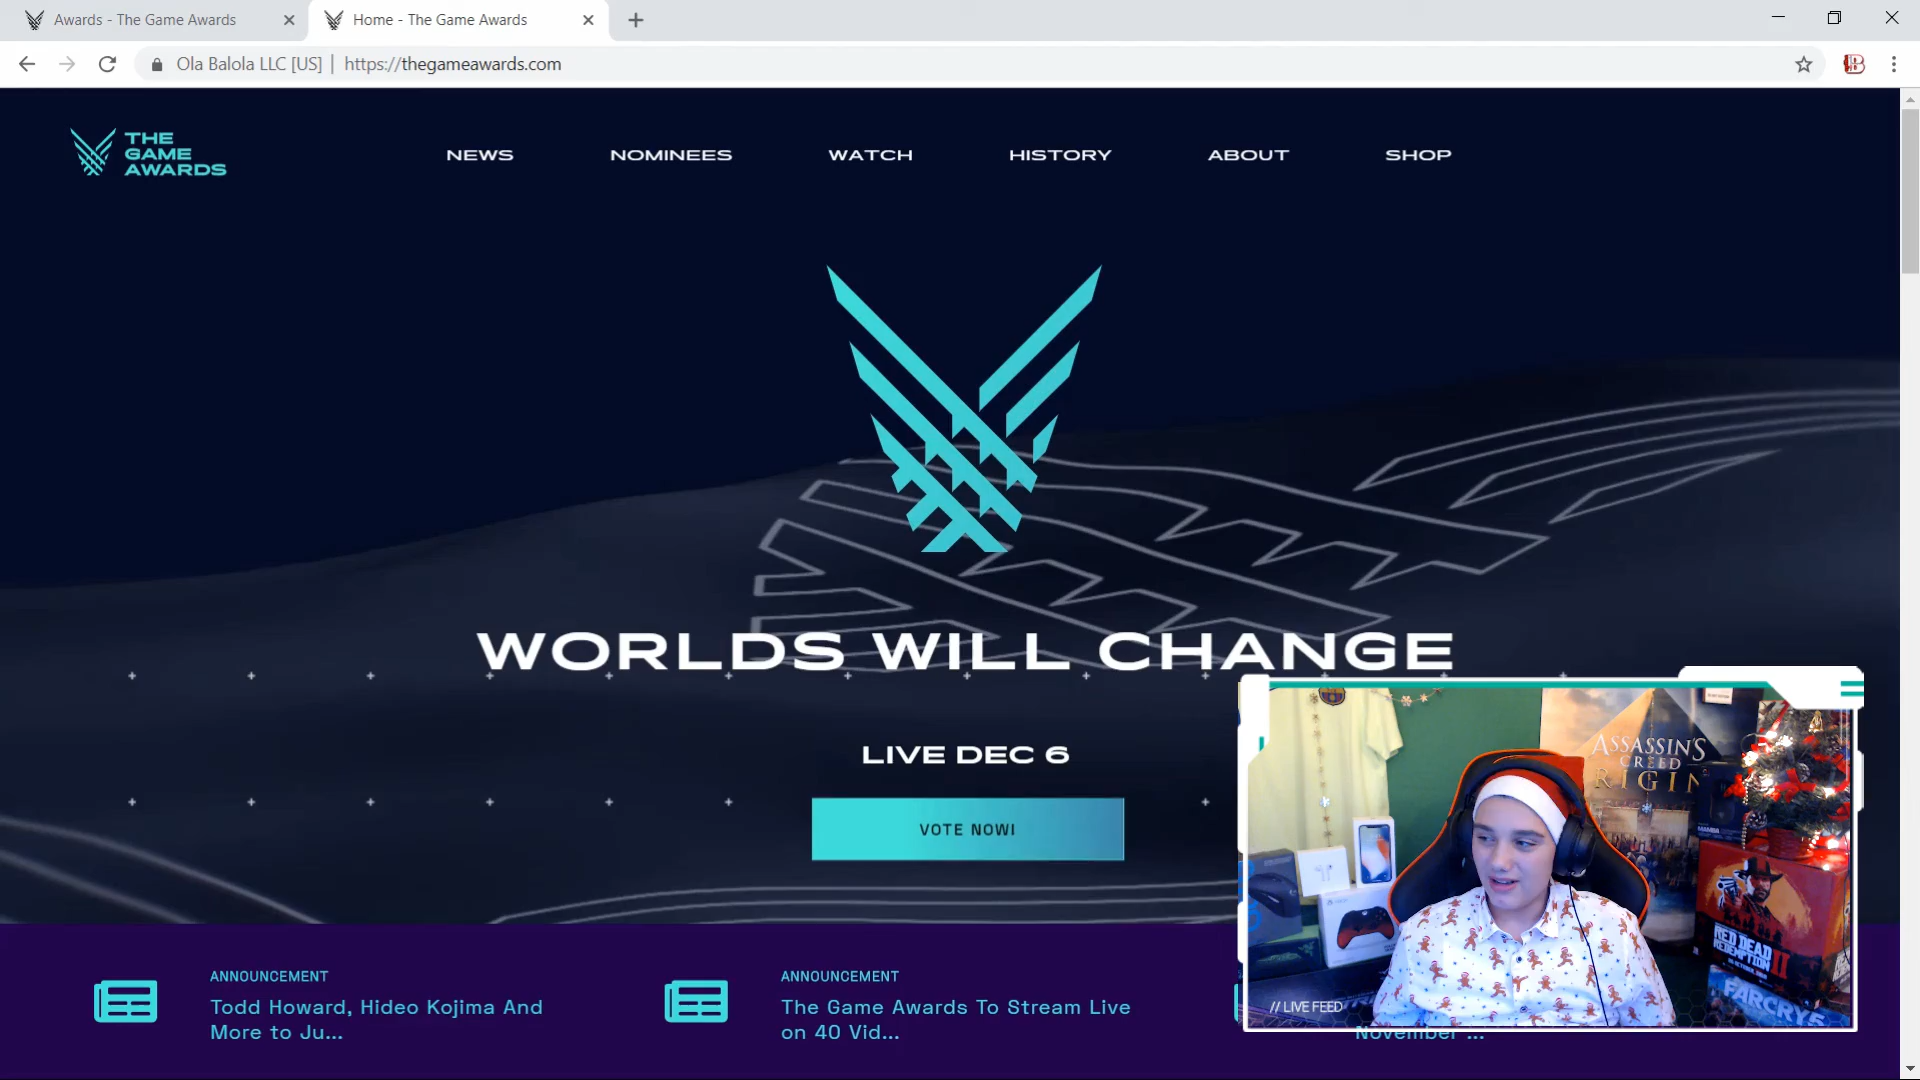 Awards - The Game Awards
Home - The Game Awards
Ola Balola LLC [US] | https://thegameawards.com
THE
GAME
AWARDS
NEWS
NOMINEES
WATCH
HISTORY
ABOUT
SHOP
WORLDS WILL CHANGE
LIVE DEC 6
VOTE NOW!
ANNOUNCEMENT
Todd Howard, Hideo Kojima And
More to Ju...
ANNOUNCEMENT
The Game Awards To Stream Live
on 40 Vid...
November ...
ASSASSIN'S
CREED
RIGIN
MAMBA
RED DEAD
REDEMPTION
II
FARCRY5
// LIVE FEED